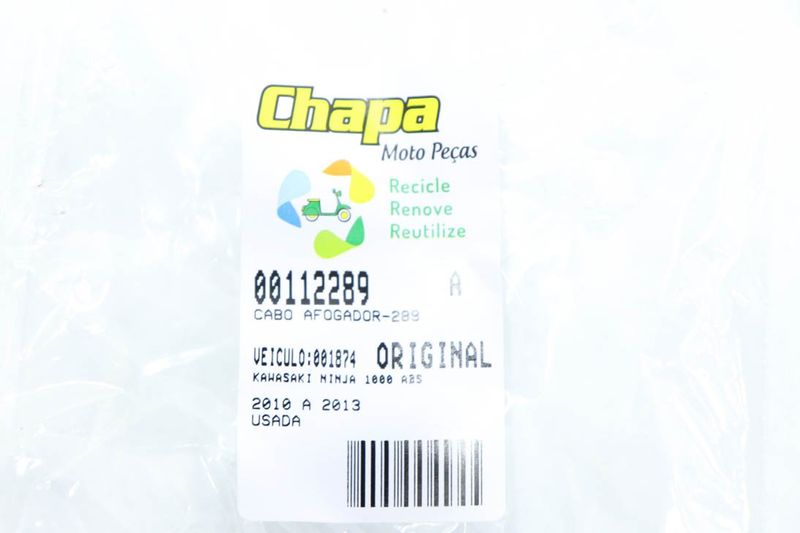 Chapa
Moto Peças
Recicle
Renove
Reutilize
00112289 A
CABO AFOGADOR-289
VEICULO:001874 ORIGINAL
KAWASAKI NINJA 1000 ABS
2010 A 2013
USADA